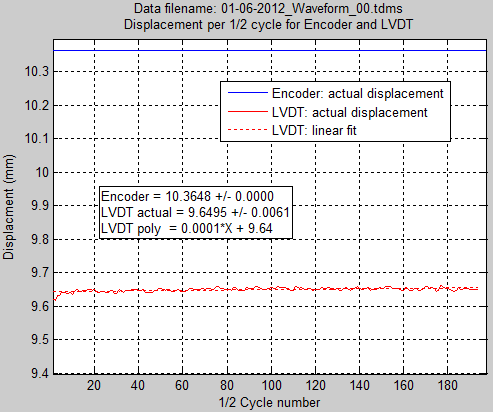 Data filename: 01-06-2012_Waveform_00.tdms
Displacement per 1/2 cycle for Encoder and LVDT
Displacment (mm)
10.3
10.2
10.1
10
9.9
9.8
9.7
9.6
9.5
9.4
Encoder: actual displacement
LVDT: actual displacement
LVDT: linear fit
Encoder = 10.3648 +/- 0.0000
LVDT actual = 9.6495 +/- 0.0061
LVDT poly = 0.0001*X + 9.64
20 40 60 80 100 120 140 160 180
1/2 Cycle number